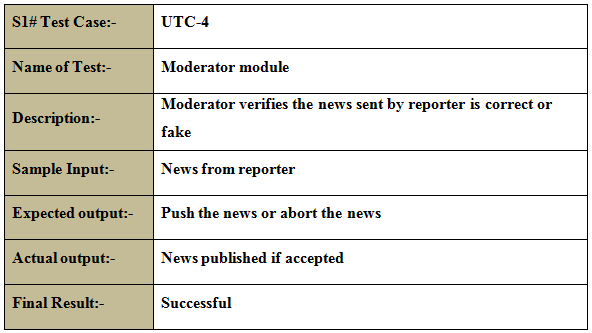 S1# Test Case:- UTC-4
Name of Test:- Moderator module
Description:- Moderator verifies the news sent by reporter is correct or
fake
Sample Input:- News from reporter
Expected output:- Push the news or abort the news
Actual output:- News published if accepted
Final Result:- Successful